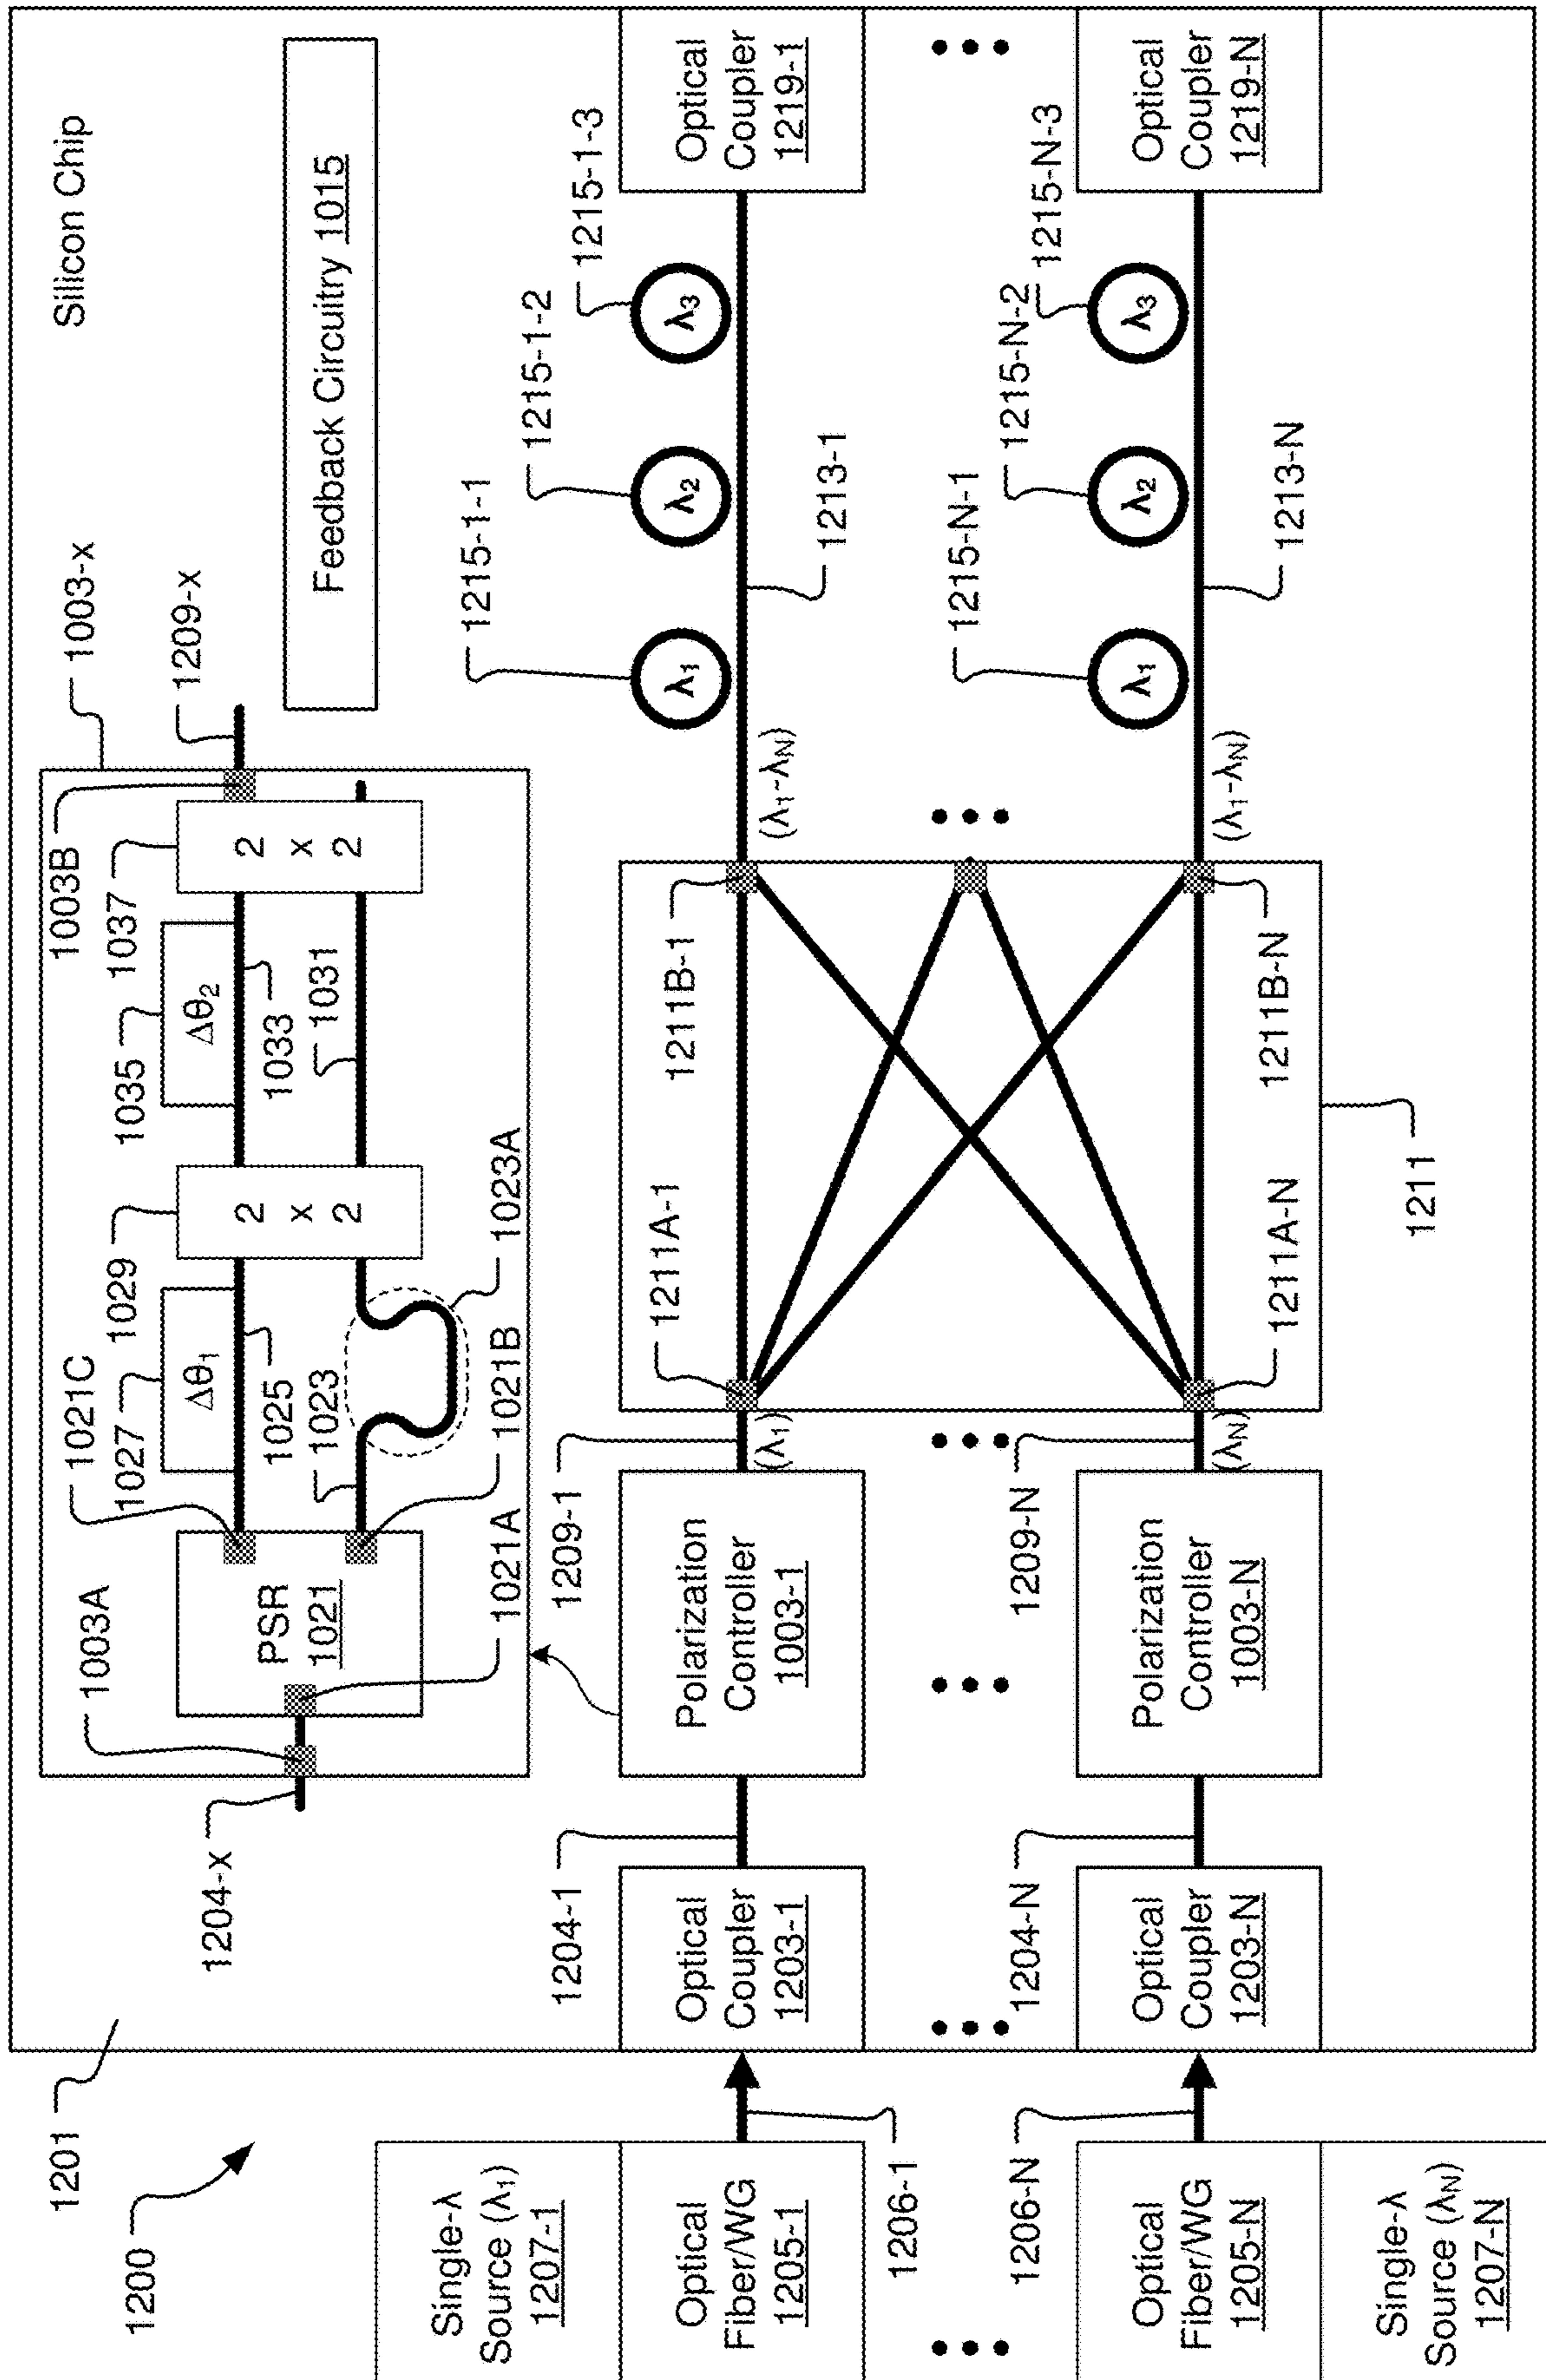 1200
1201
Silicon Chip
1204-x
1003A
1021A
PSR
1021
1021B
1021C
1027
Δθ₁
1025
1023
1023A
1029
2
x
2
1035
Δθ₂
1033
1031
1037
2
x
2
1003B
1003-x
1209-x
Feedback Circuitry 1015
Single-λ
Source (λ₁)
1207-1
Optical
Fiber/WG
1205-1
1206-1
Optical
Coupler
1203-1
1204-1
Polarization
Controller
1003-1
1209-1
(λ₁)
1211A-1
1211B-1
(λ₁-λN)
1215-1-1
λ₁
1215-1-2
λ₂
1215-1-3
λ₃
1213-1
Optical
Coupler
1219-1
1206-N
Optical
Fiber/WG
1205-N
Single-λ
Source (λN)
1207-N
Optical
Coupler
1203-N
1204-N
Polarization
Controller
1003-N
1209-N
(λN)
1211A-N
1211B-N
1211
(λ₁-λN)
1215-N-1
λ₁
1215-N-2
λ₂
1215-N-3
λ₃
1213-N
Optical
Coupler
1219-N